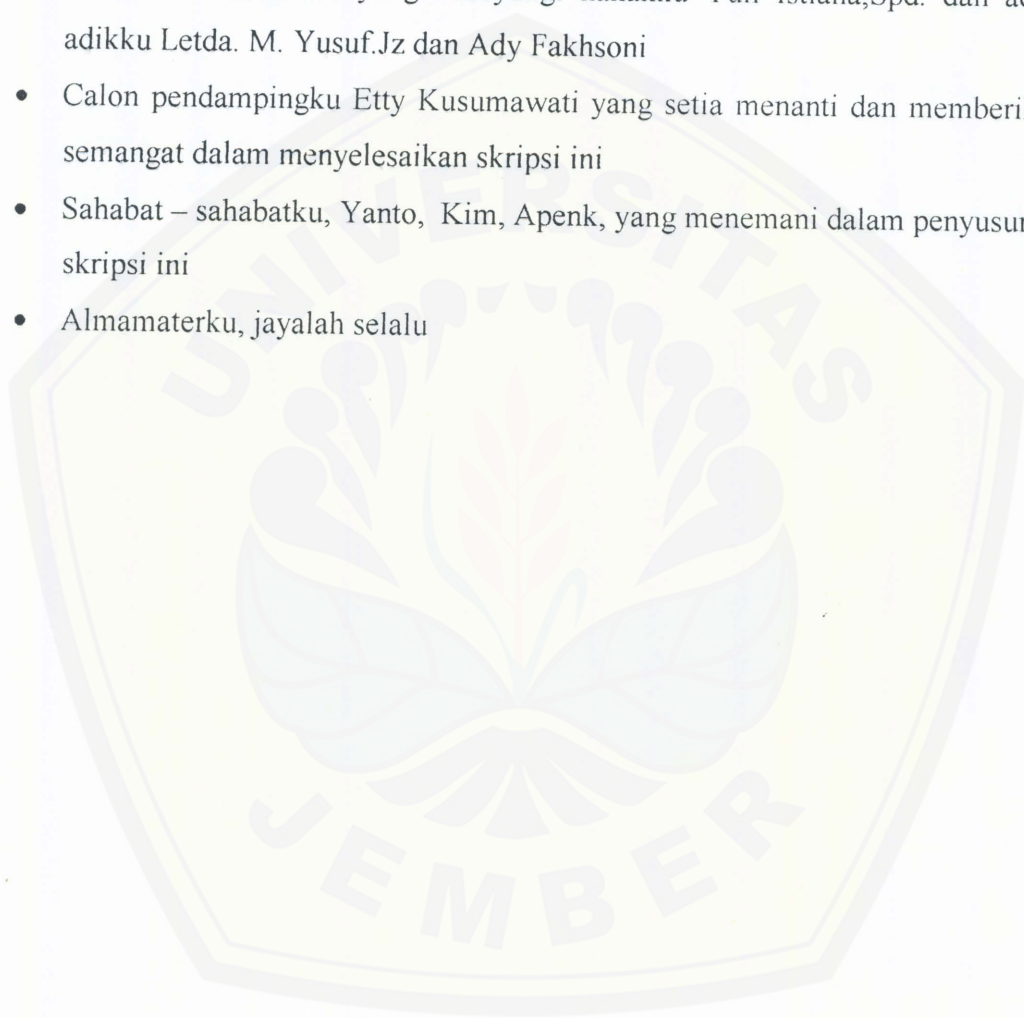 adikku Letda. M. Yusuf.Jz dan Ady Fakhsoni
• Calon pendampingku Etty Kusumawati yang setia menanti dan memberi
semangat dalam menyelesaikan skripsi ini
• Sahabat – sahabatku, Yanto, Kim, Apenk, yang menemani dalam penyusun
skripsi ini
• Almamaterku, jayalah selalu
UNIVERSITAS
JEMBER